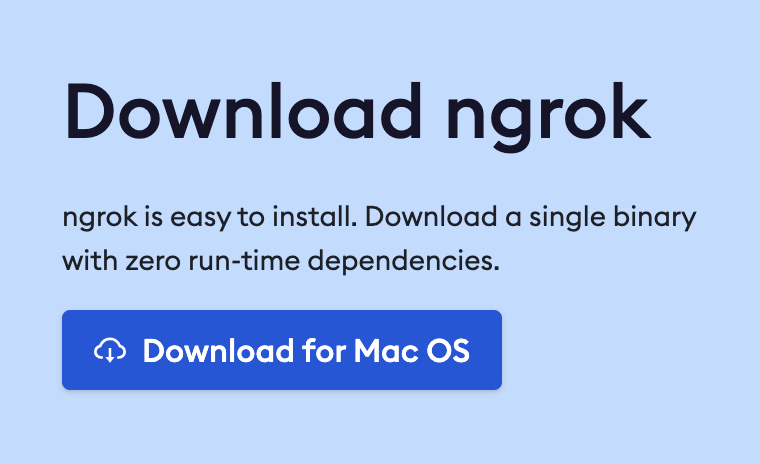 Download ngrok
ngrok is easy to install. Download a single binary
with zero run-time dependencies.
Download for Mac OS